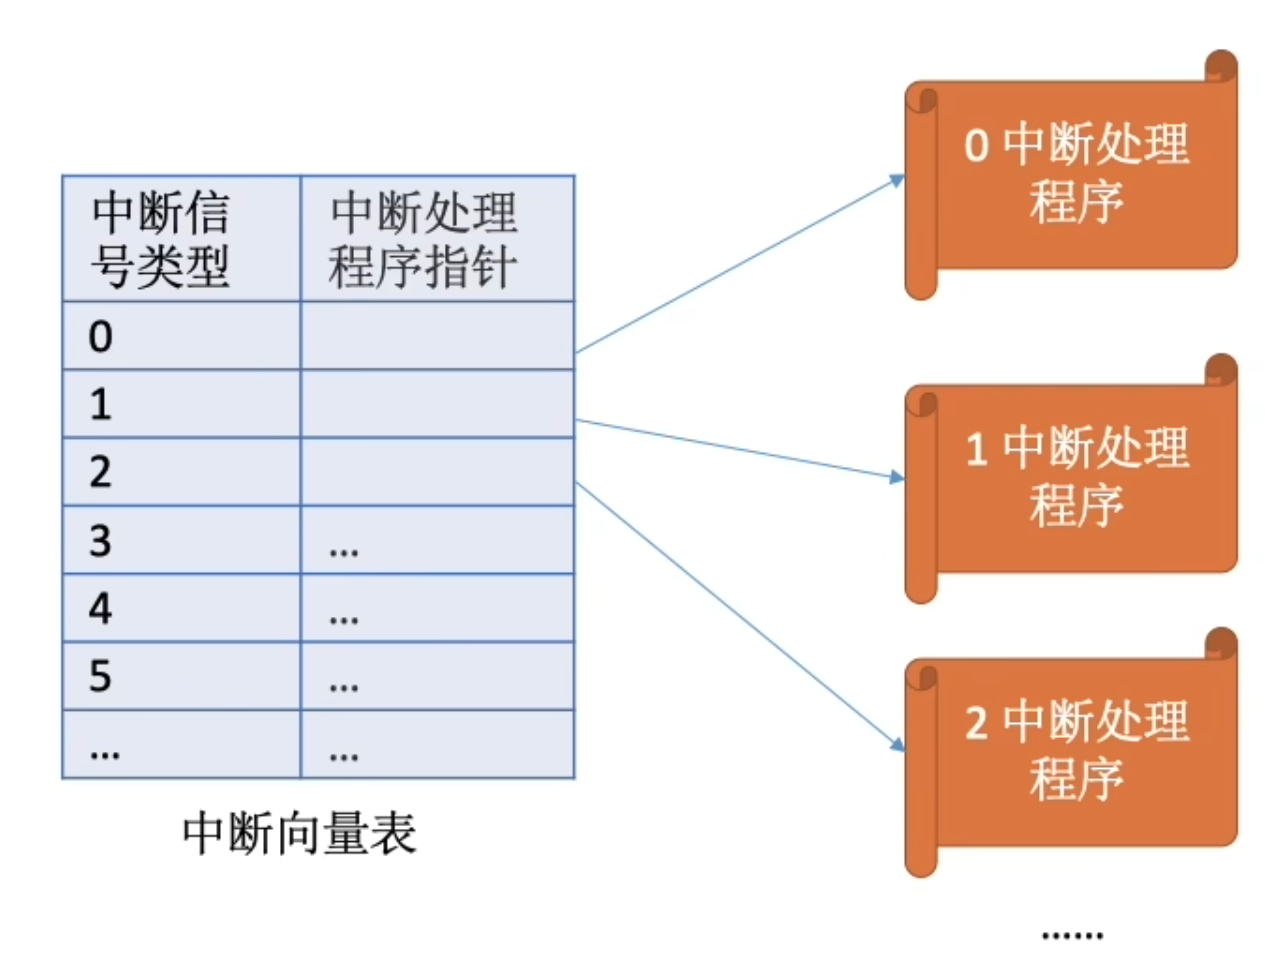 中断信
号类型
中断处理
程序指针
0
1
2
3
...
4
...
5
...
...
...
中断向量表
0 中断处理
程序
1 中断处理
程序
2 中断处理
程序
......